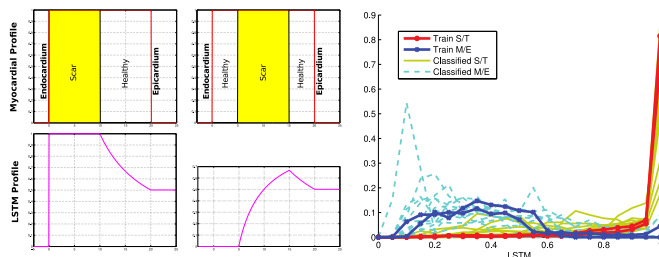 Myocardial Profile
Endocardium
Scar
Healthy
Epicardium
Endocardium
Healthy
Scar
Healthy
Epicardium
LSTM Profile
0.9
0.8
0.7
0.6
0.5
0.4
0.3
0.2
0.1
0
Train S/T
Train M/E
Classified S/T
Classified M/E
0 0.2 0.4 0.6 0.8
LSTM